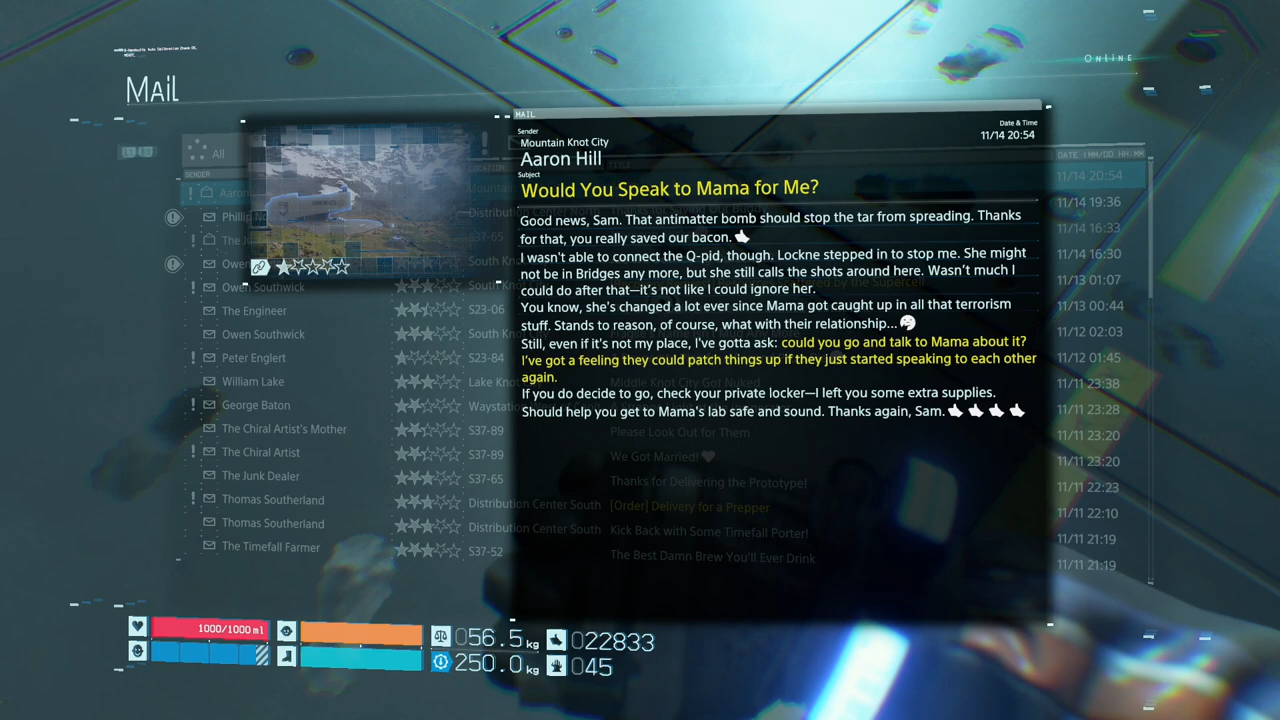 Online
Mail
MAIL
Sender
Date & Time
Mountain Knot City
11/14 20:54
Aaron Hill
Subject
Would You Speak to Mama for Me?
Good news, Sam. That antimatter bomb should stop the tar from spreading. Thanks
for that, you really saved our bacon.
I wasn't able to connect the Q-pid, though. Lockne stepped in to stop me. She might
not be in Bridges any more, but she still calls the shots around here. Wasn't much I
could do after that—it's not like I could ignore her.
You know, she's changed a lot ever since Mama got caught up in all that terrorism
stuff. Stands to reason, of course, what with their relationship...
Still, even if it's not my place, I've gotta ask: could you go and talk to Mama about it?
I've got a feeling they could patch things up if they just started speaking to each other
again.
If you do decide to go, check your private locker—I left you some extra supplies.
Should help you get to Mama's lab safe and sound. Thanks again, Sam.
All
SENDER
DATE (MM/DD HH:MM
11/14 20:54
11/14 19:36
11/14 16:33
11/14 16:30
Owen Southwick
11/13 01:07
The Engineer S23-06
11/13 00:44
Owen Southwick
11/12 02:03
Peter Englert S23-84
11/12 01:45
William Lake Lake Knot
Middle Knot City Got Nuked
11/11 23:38
George Baton Waystation
11/11 23:28
The Chiral Artist's Mother S37-89 Please Look Out for Them
11/11 23:20
The Chiral Artist S37-89 We Got Married!
11/11 23:20
The Junk Dealer S37-65 Thanks for Delivering the Prototype!
11/11 22:23
Thomas Southerland Distribution Center South [Order] Delivery for a Prepper
11/11 22:10
Thomas Southerland Distribution Center South Kick Back with Some Timefall Porter!
11/11 21:19
The Timefall Farmer S37-52 The Best Damn Brew You'll Ever Drink
11/11 21:19
1000/1000 ml
056.5 kg 022833
250.0 kg 045